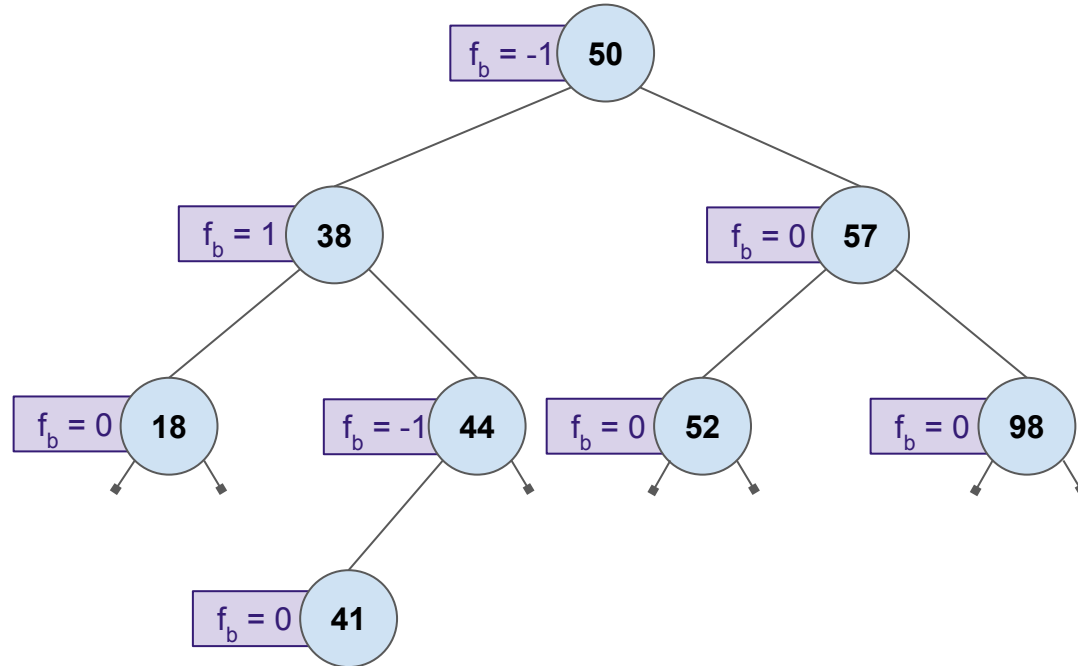 f_b = -1 50
f_b = 1 38
f_b = 0 57
f_b = 0 18
f_b = -1 44
f_b = 0 52
f_b = 0 98
f_b = 0 41